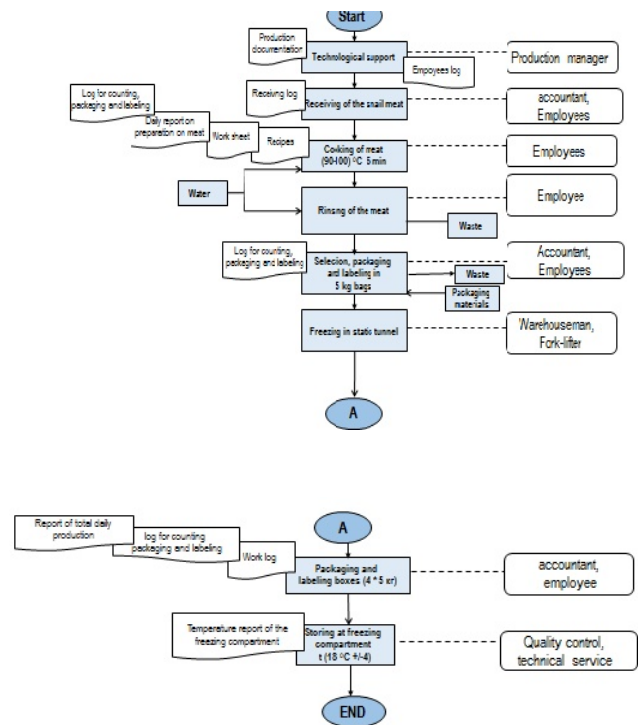 Start
Production
documentation
Technological support
Empoyees log
Production manager
Log for counting,
packaging and labeling
Daily report on
preparation on meat
Work sheet
Recipes
Receiving log
Receiving of the snail meat
accountant,
Employees
Cooking of meat
(90-100) °C 5 min
Employees
Water
Rinsing of the meat
Employee
Waste
Log for counting,
packaging and labeling
Selecion, packaging
and labeling in
5 kg bags
Accountant,
Employees
Waste
Packaging
materials
Freezing in static tunnel
Warehouseman,
Fork-lifter
A
A
Report of total daily
production
log for counting
packaging and labeling
Work log
Packaging and
labeling boxes (4 * 5 кг)
accountant,
employee
Temperature report of the
freezing compartment
Storing at freezing
compartment
t (18 °C +/-4)
Quality control,
technical service
END